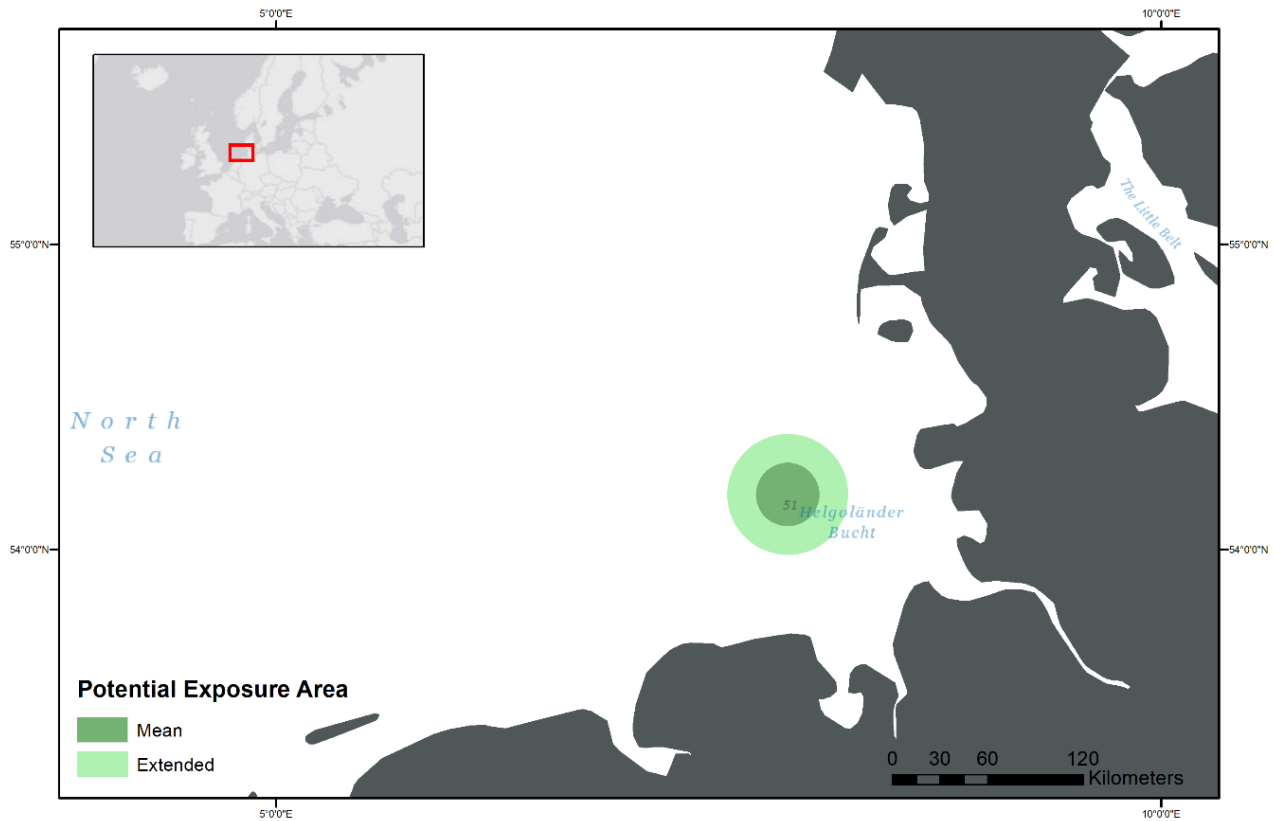 5°0'0"E
10°0'0"E
55°0'0"N
55°0'0"N
The Little Belt
North
Sea
51
Helgoländer
Bucht
54°0'0"N
54°0'0"N
Potential Exposure Area
Mean
Extended
0 30 60 120
Kilometers
5°0'0"E
10°0'0"E